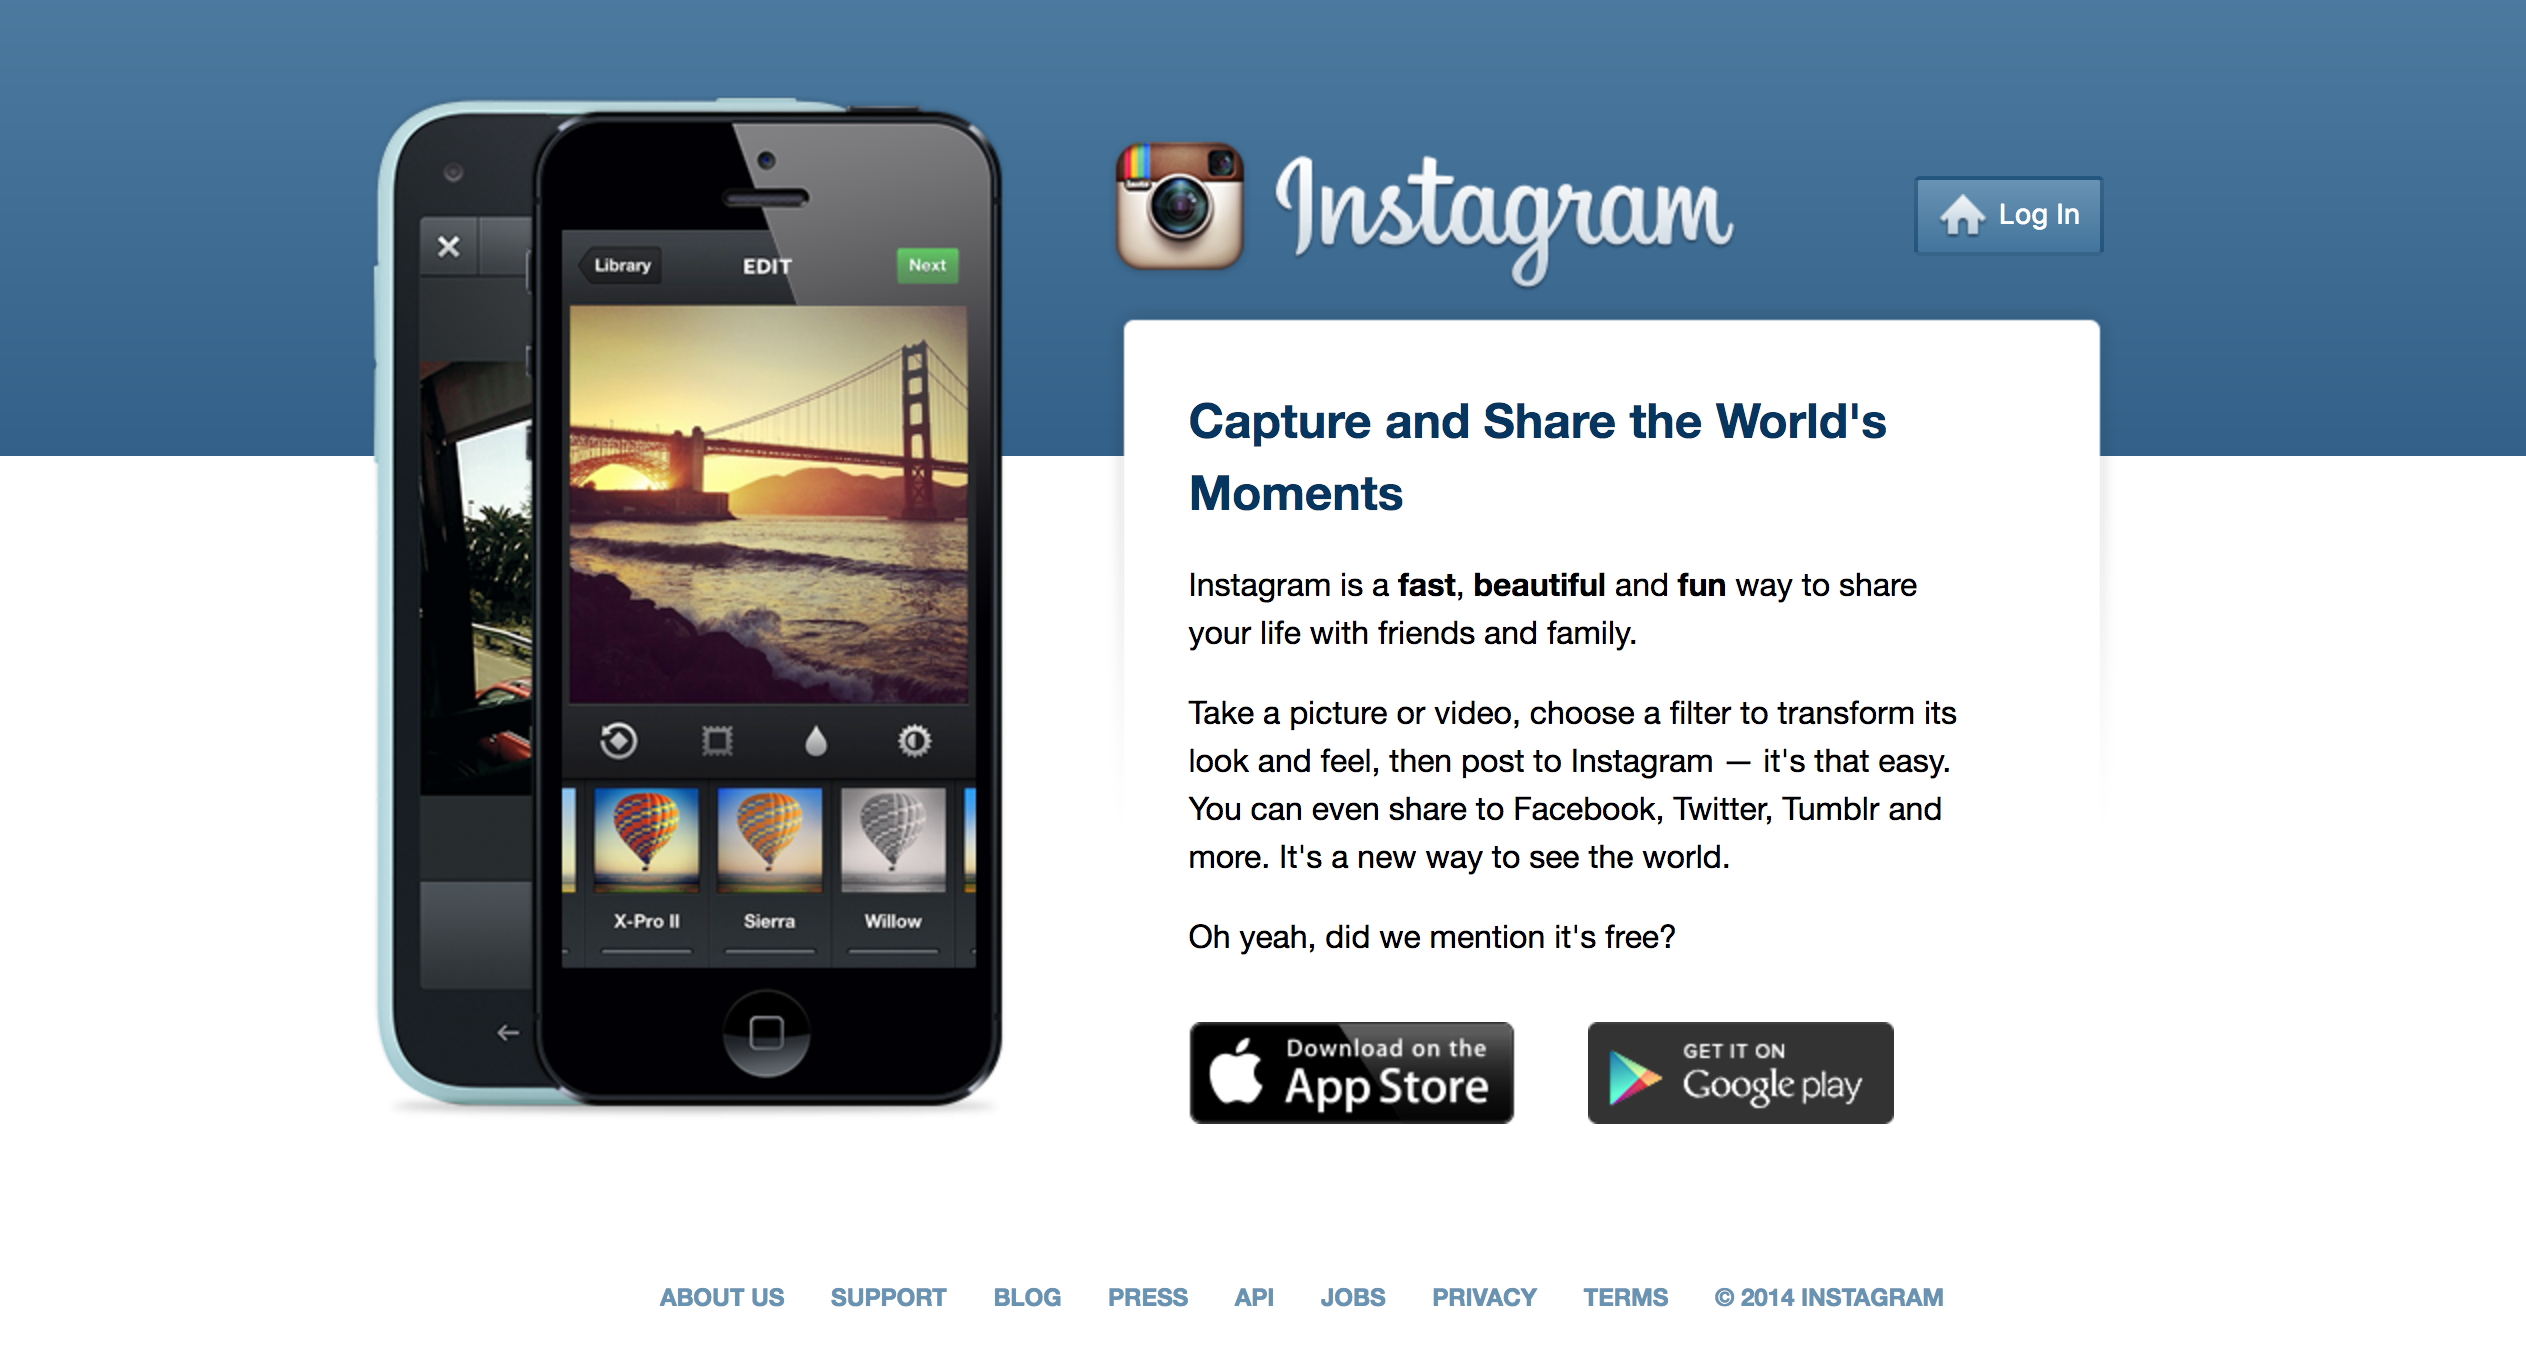 Library
EDIT
Next
X-Pro II
Sierra
Willow
Instagram
Log In
Capture and Share the World's
Moments
Instagram is a fast, beautiful and fun way to share
your life with friends and family.
Take a picture or video, choose a filter to transform its
look and feel, then post to Instagram — it's that easy.
You can even share to Facebook, Twitter, Tumblr and
more. It's a new way to see the world.
Oh yeah, did we mention it's free?
Download on the
App Store
GET IT ON
Google play
ABOUT US SUPPORT BLOG PRESS API JOBS PRIVACY TERMS © 2014 INSTAGRAM